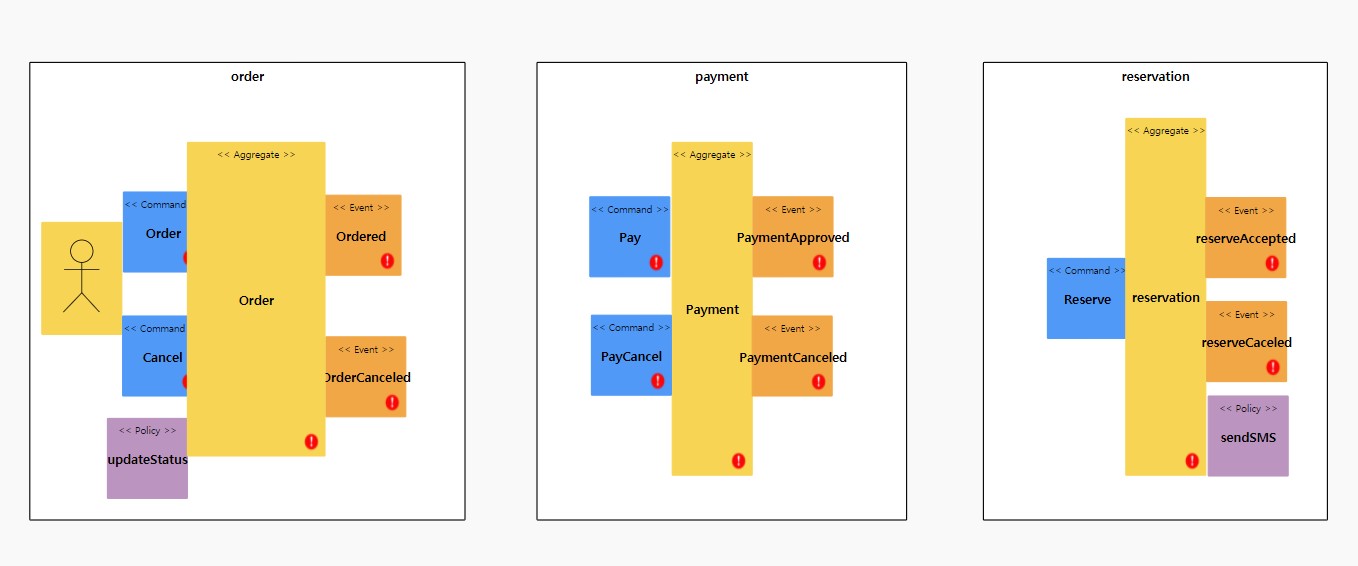 order
<< Aggregate >>
<< Command
Order
<< Event >>
Ordered
Order
<< Command
Cancel
<< Event >>
OrderCanceled
<< Policy >>
updateStatus
payment
<< Aggregate >>
<< Command >>
Pay
<< Event >>
PaymentApproved
Payment
<< Command >>
PayCancel
<< Event >>
PaymentCanceled
reservation
<< Aggregate >>
<< Event >>
reserveAccepted
<< Command >>
Reserve
reservation
<< Event >>
reserveCaceled
<< Policy >>
sendSMS